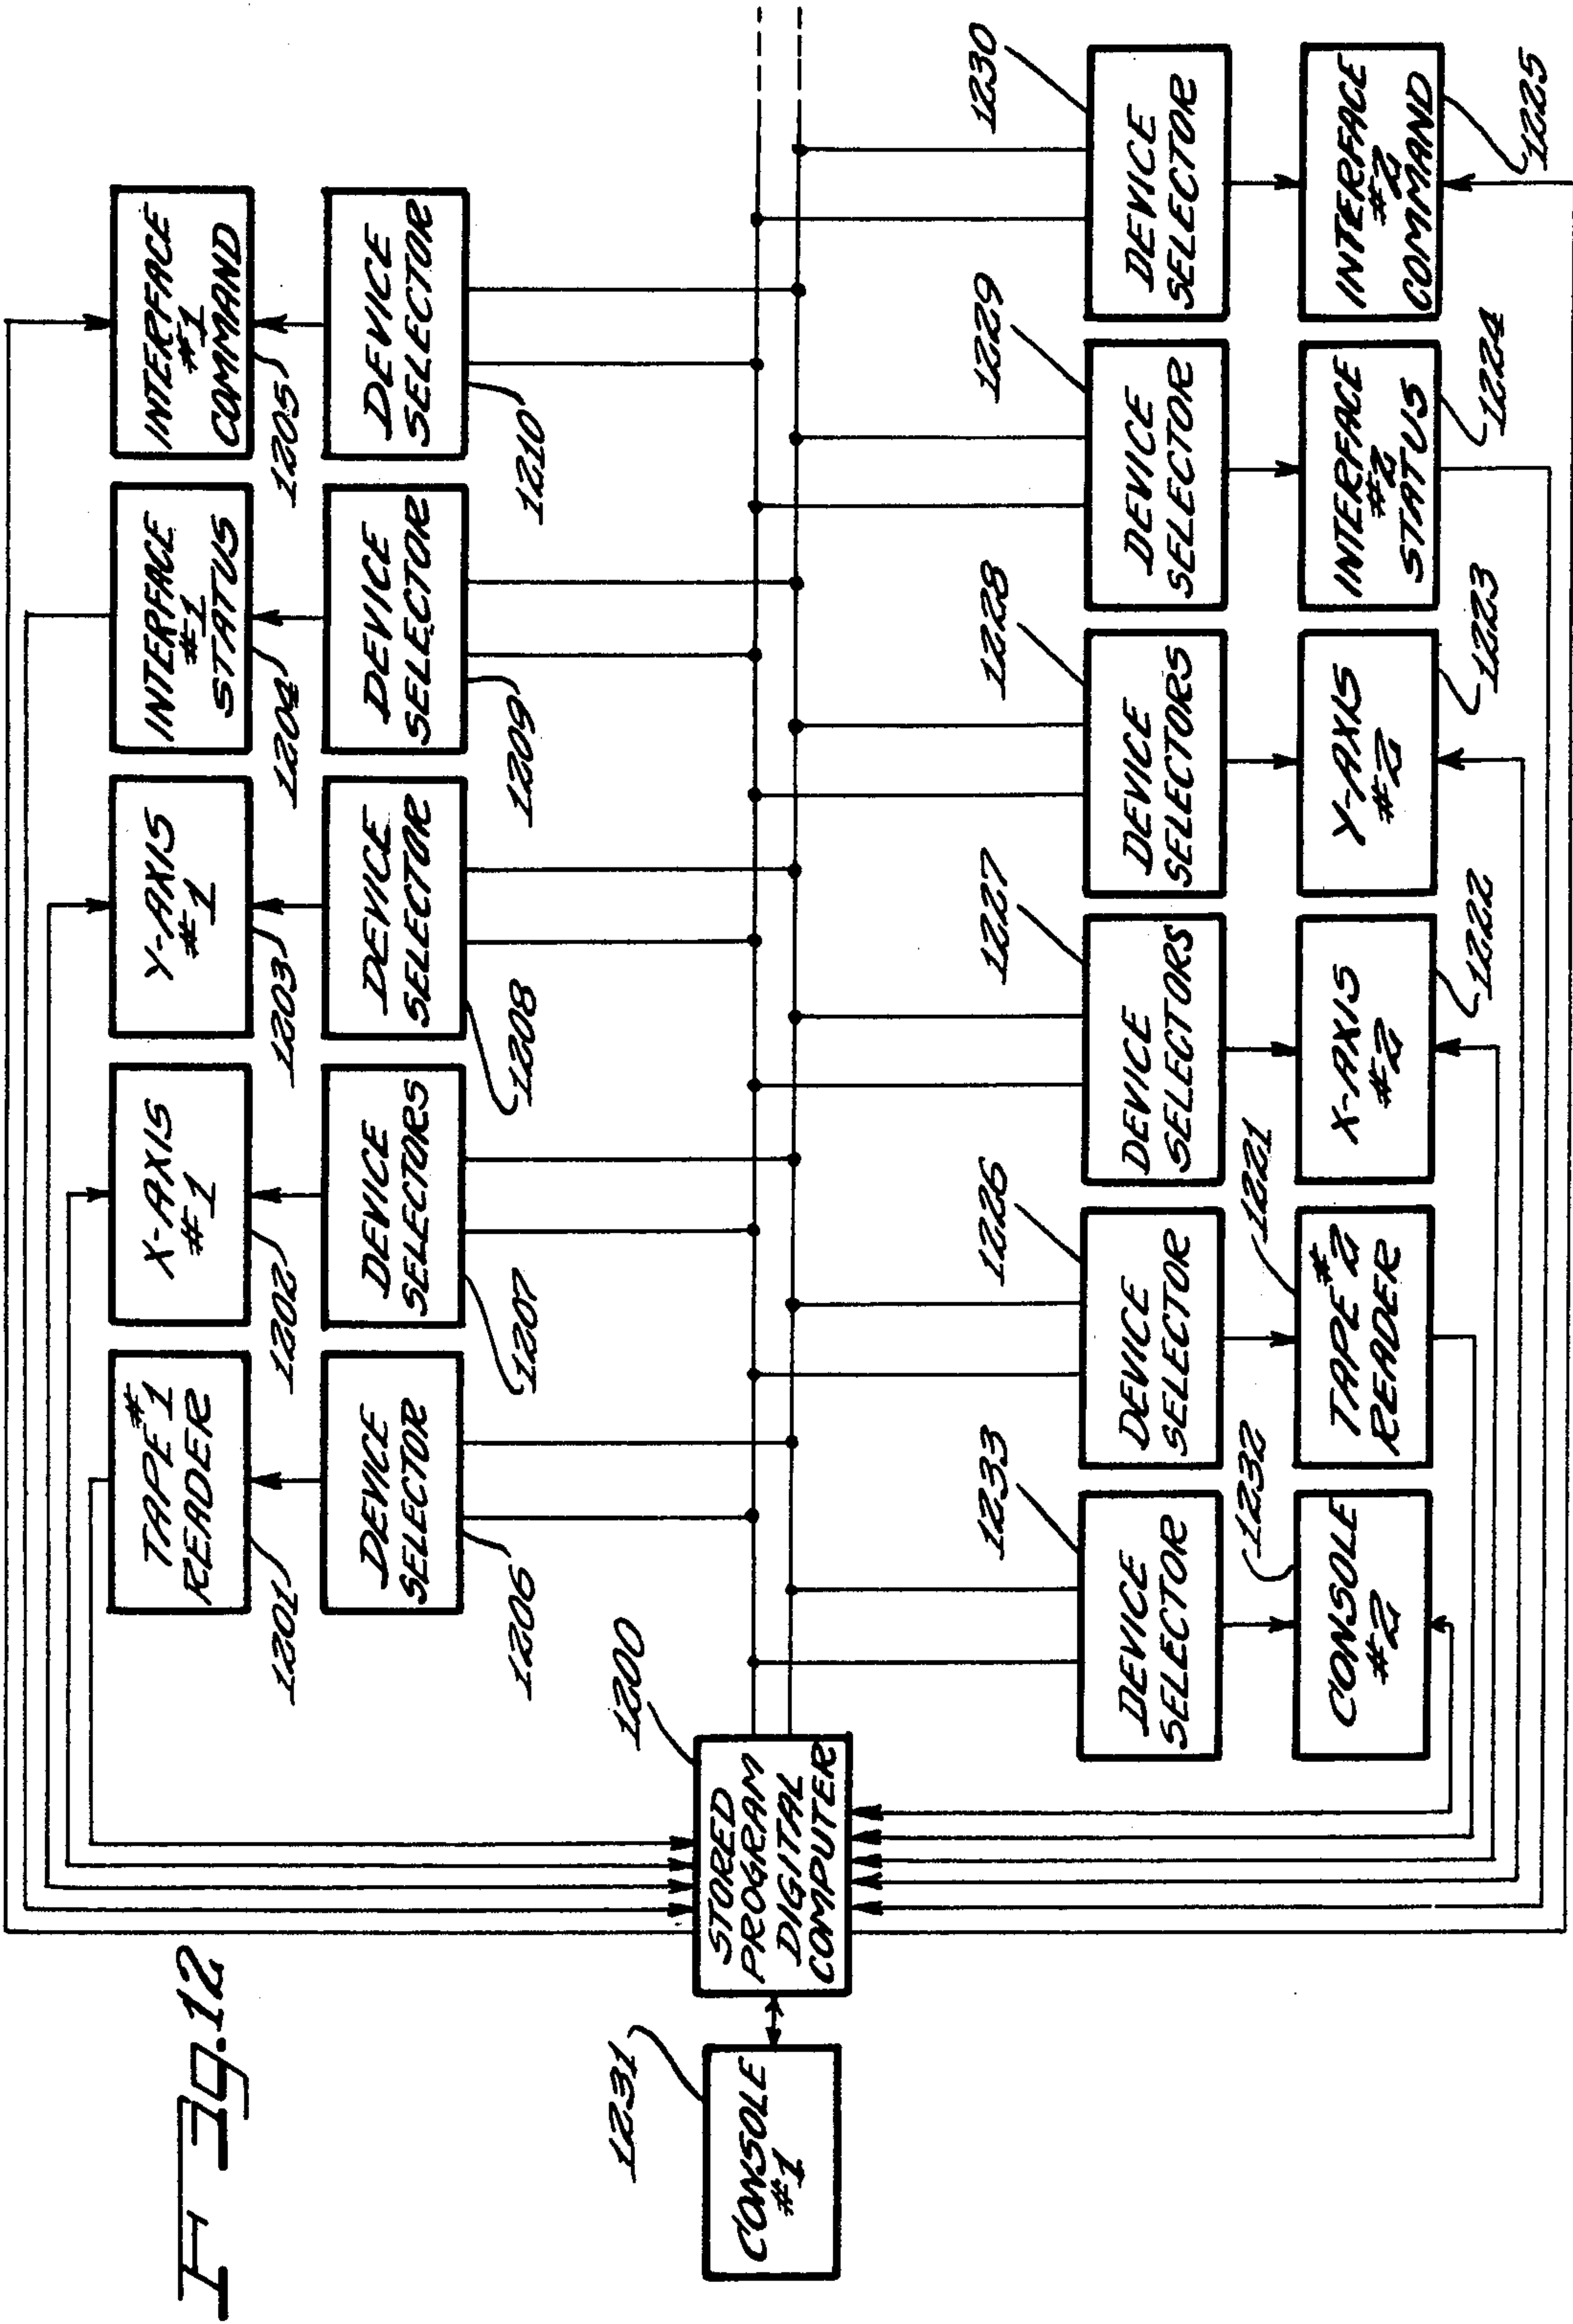 Fig.12
INTERFACE
#1
COMMAND
1205
DEVICE
SELECTOR
1210
INTERFACE
#1
STATUS
1204
DEVICE
SELECTOR
1209
Y-AXIS
#1
1203
DEVICE
SELECTOR
1208
X-AXIS
#1
1202
DEVICE
SELECTORS
1207
TAPE #1
READER
1201
DEVICE
SELECTOR
1206
STORED
PROGRAM
DIGITAL
COMPUTER
1200
CONSOLE
#1
1231
DEVICE
SELECTOR
1233
CONSOLE
#2
1232
DEVICE
SELECTOR
1226
TAPE #2
READER
1221
DEVICE
SELECTORS
1227
X-AXIS
#2
1222
DEVICE
SELECTORS
1228
Y-AXIS
#2
1223
DEVICE
SELECTOR
1229
INTERFACE
#2
STATUS
1224
DEVICE
SELECTOR
1230
INTERFACE
#2
COMMAND
1225